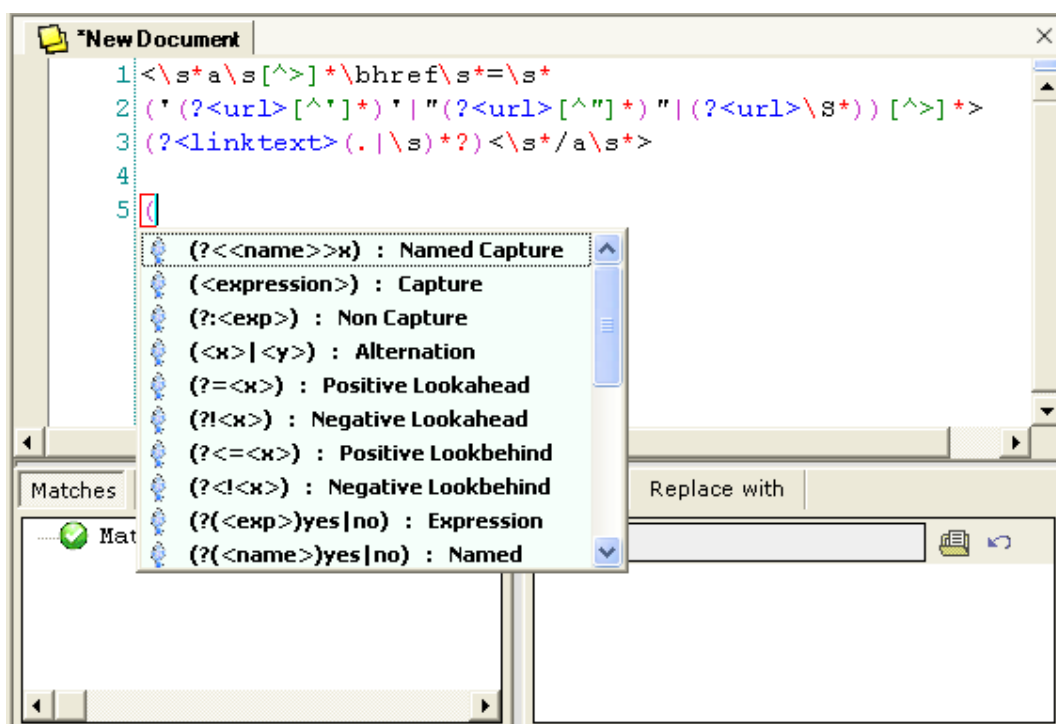 *New Document
1 <\s*a\s[^>]*\bhref\s*=\s*
2 ('(?<url>[^']*)'|"(?<url>[^"]*)"|(?<url>\S*))[^>]*>
3 (?<linktext>(.|\s)*?)<\s*/a\s*>
4
5 (
(?<<name>>x) : Named Capture
(<expression>) : Capture
(?:<exp>) : Non Capture
(<x>|<y>) : Alternation
(?=<x>) : Positive Lookahead
(?!<x>) : Negative Lookahead
(?<=<x>) : Positive Lookbehind
(?<!<x>) : Negative Lookbehind
(?(<exp>)yes|no) : Expression
(?(<name>)yes|no) : Named
Matches
Replace with
Mat